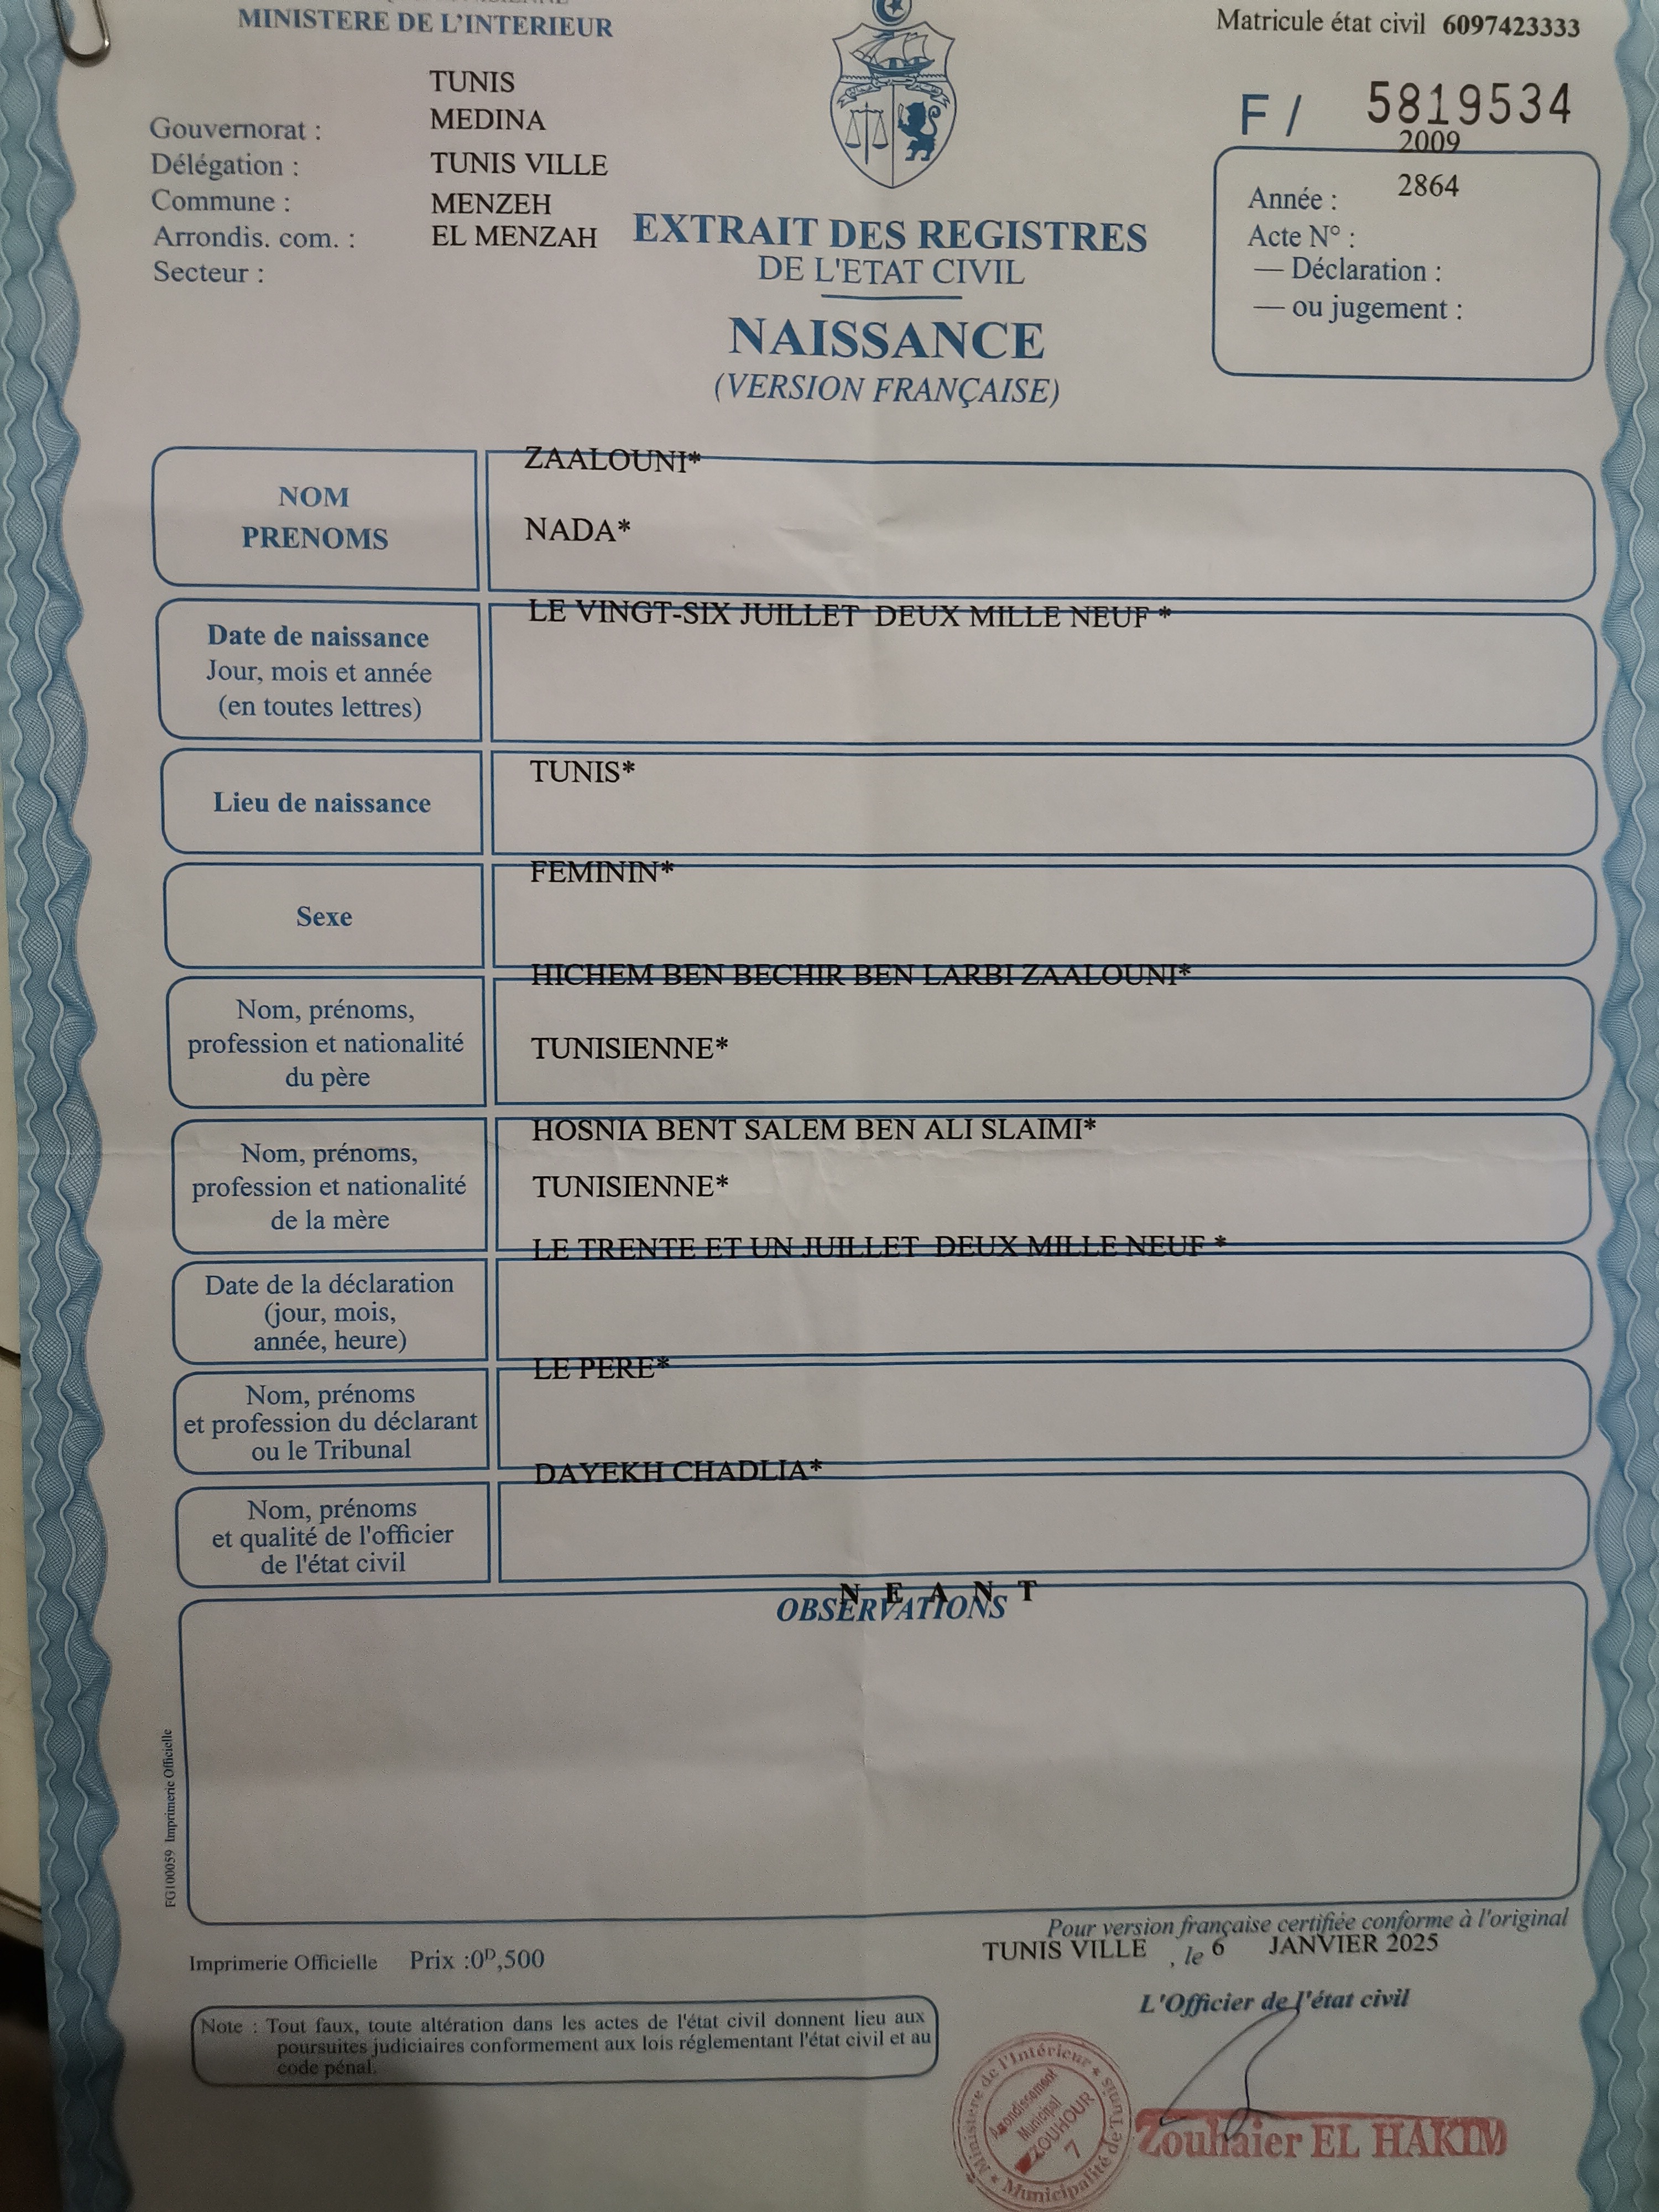 MINISTERE DE L'INTERIEUR
Matricule état civil 6097423333
TUNIS
F / 5819534
Gouvernorat : MEDINA
2009
Délégation : TUNIS VILLE
Année : 2864
Commune : MENZEH
Arrondis. com. : EL MENZAH
Acte N° :
Secteur :
— Déclaration :
— ou jugement :
EXTRAIT DES REGISTRES
DE L'ETAT CIVIL
NAISSANCE
(VERSION FRANÇAISE)
ZAALOUNI*
NOM
PRENOMS
NADA*
LE VINGT-SIX JUILLET DEUX MILLE NEUF *
Date de naissance
Jour, mois et année
(en toutes lettres)
TUNIS*
Lieu de naissance
FEMININ*
Sexe
HICHEM BEN BECHIR BEN LARBI ZAALOUNI*
Nom, prénoms,
profession et nationalité
du père
TUNISIENNE*
HOSNIA BENT SALEM BEN ALI SLAIMI*
Nom, prénoms,
profession et nationalité
de la mère
TUNISIENNE*
LE TRENTE ET UN JUILLET DEUX MILLE NEUF *
Date de la déclaration
(jour, mois,
année, heure)
LE PERE*
Nom, prénoms
et profession du déclarant
ou le Tribunal
DAYEKH CHADLIA*
Nom, prénoms
et qualité de l'officier
de l'état civil
N E A N T
OBSERVATIONS
FG100059 Imprimerie Officielle
Pour version française certifiée conforme à l'original
TUNIS VILLE , le 6 JANVIER 2025
Imprimerie Officielle Prix :0ᴰ,500
L'Officier de l'état civil
Note : Tout faux, toute altération dans les actes de l'état civil donnent lieu aux
poursuites judiciaires conformement aux lois réglementant l'état civil et au
code pénal.
Ministère de l'Intérieur * Municipalité de Tunis *
Arrondissement
Municipal
ZOUHOUR
7
Zouhaier EL HAKIM